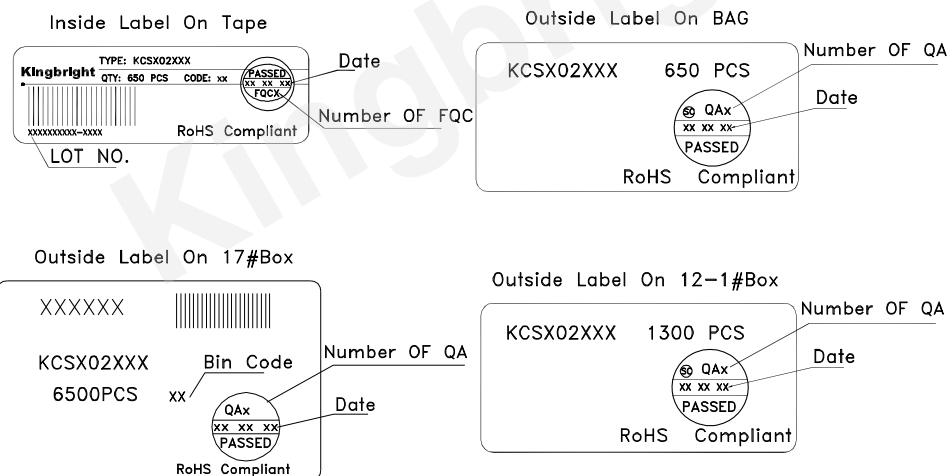 Inside Label On Tape
Kingbright
TYPE: KCSX02XXX
QTY: 650 PCS CODE: xx
PASSED
xx xx xx
FQCX
XXXXXXXXXX-XXXX
RoHS Compliant
Date
Number OF FQC
LOT NO.
Outside Label On BAG
KCSX02XXX 650 PCS
SC QAx
xx xx xx
PASSED
RoHS Compliant
Number OF QA
Date
Outside Label On 17#Box
XXXXXX
KCSX02XXX
6500PCS
Bin Code
xx
QAx
xx xx xx
PASSED
RoHS Compliant
Number OF QA
Date
Outside Label On 12-1#Box
KCSX02XXX 1300 PCS
SC QAx
xx xx xx
PASSED
RoHS Compliant
Number OF QA
Date
Kingbright